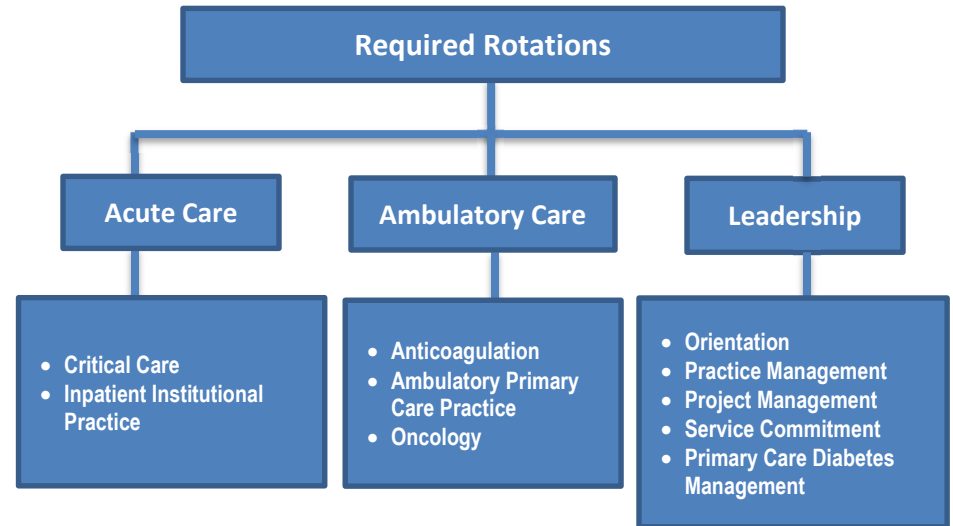 Required Rotations
Acute Care
Ambulatory Care
Leadership
• Critical Care
• Inpatient Institutional
Practice
• Anticoagulation
• Ambulatory Primary
Care Practice
• Oncology
• Orientation
• Practice Management
• Project Management
• Service Commitment
• Primary Care Diabetes
Management